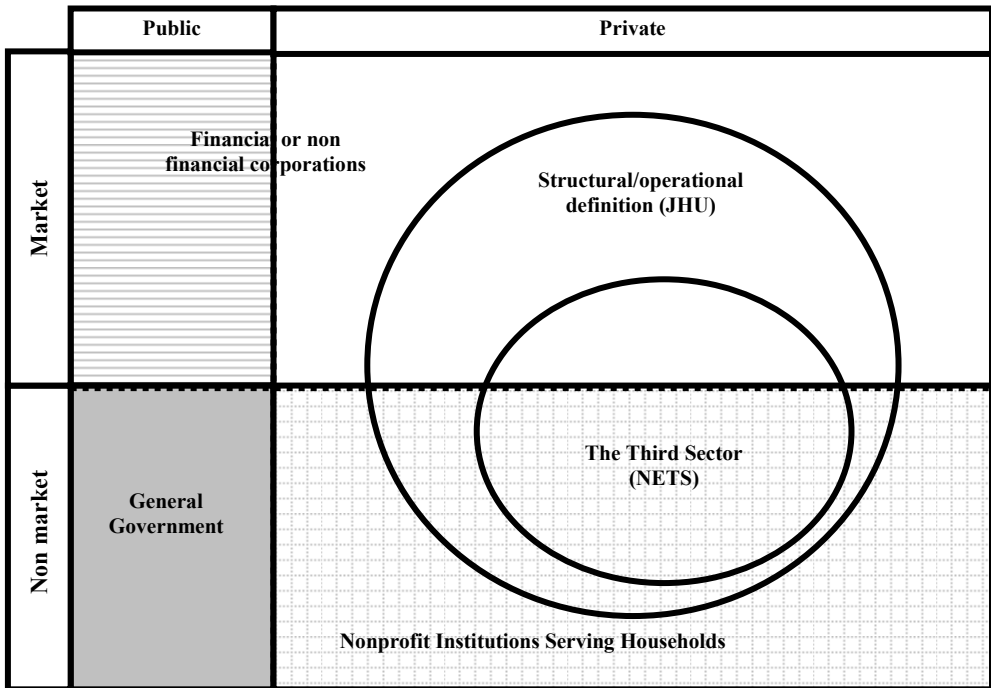 Public
Private
Market
Financial or non
financial corporations
Structural/operational
definition (JHU)
Non market
General
Government
The Third Sector
(NETS)
Nonprofit Institutions Serving Households